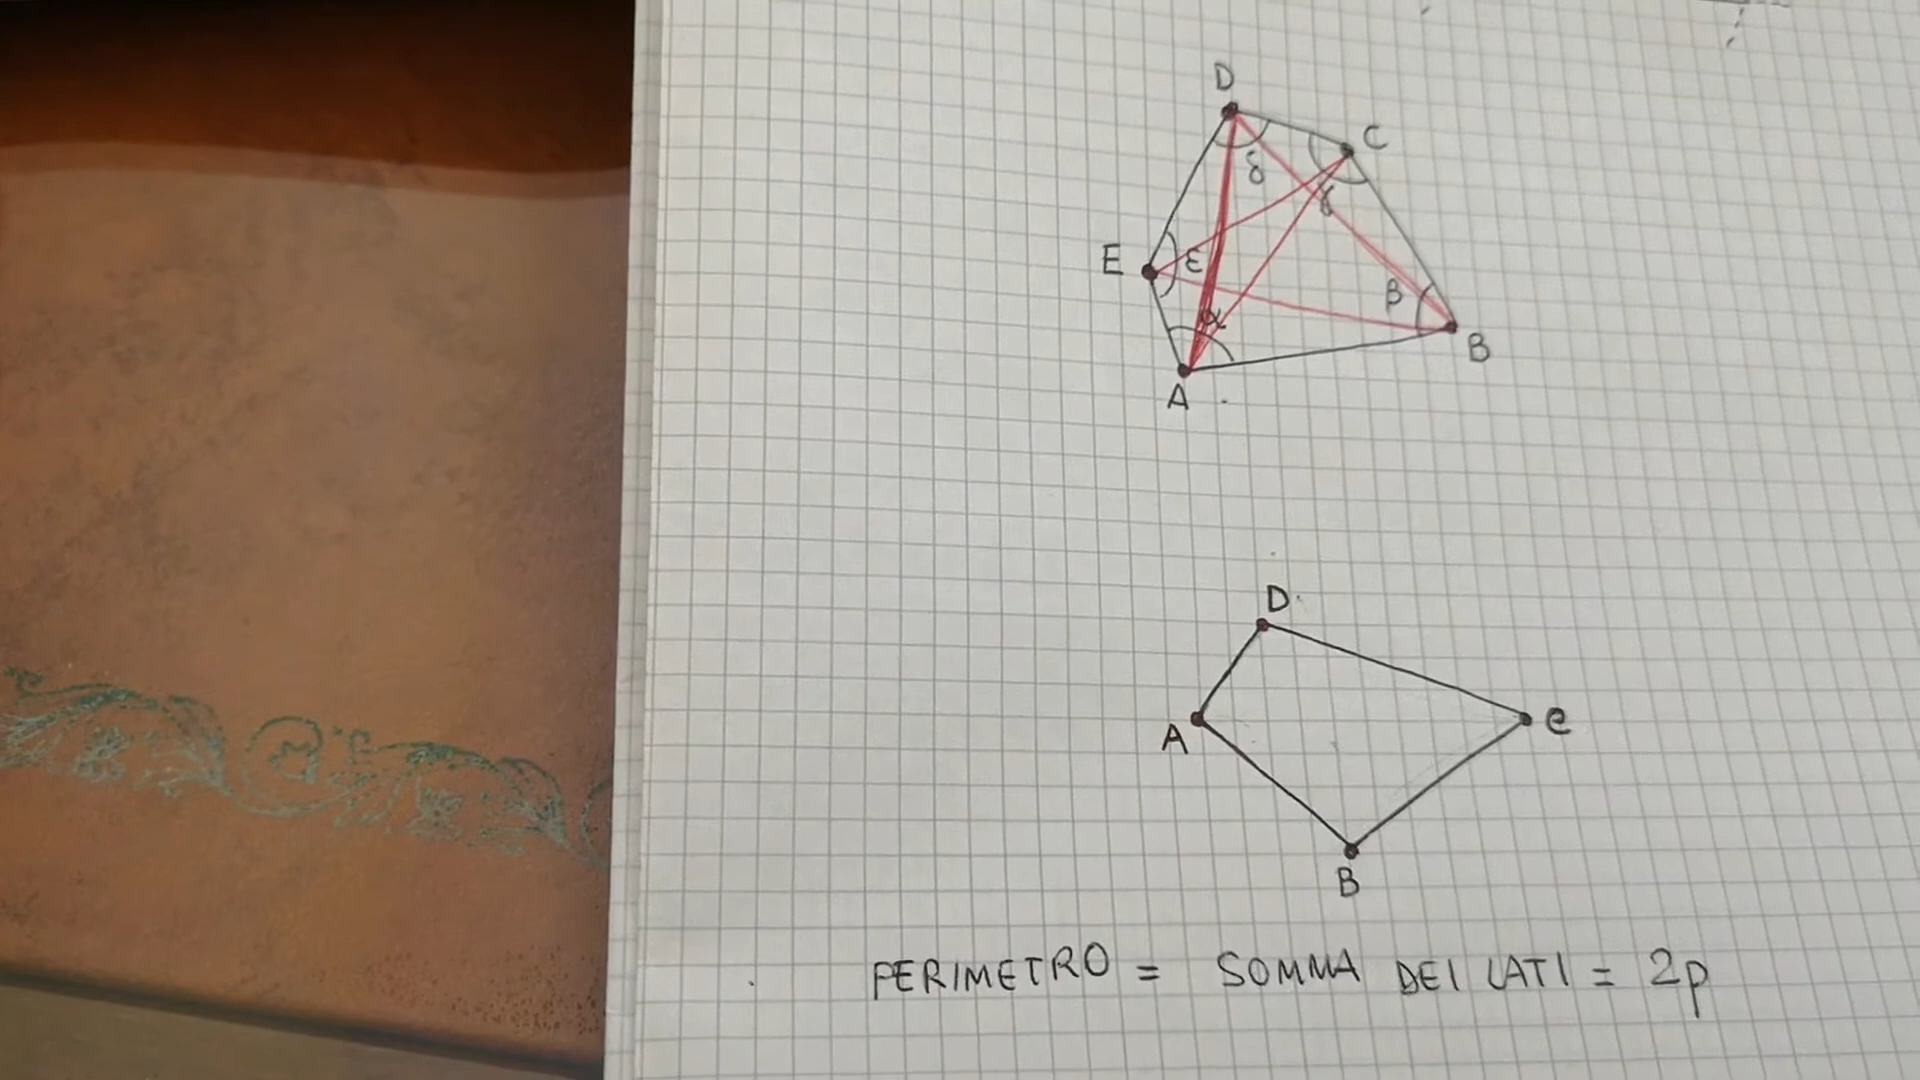 D
C
δ
γ
E
ε
β
α
B
A
D
A
C
B
PERIMETRO = SOMMA DEI LATI = 2p